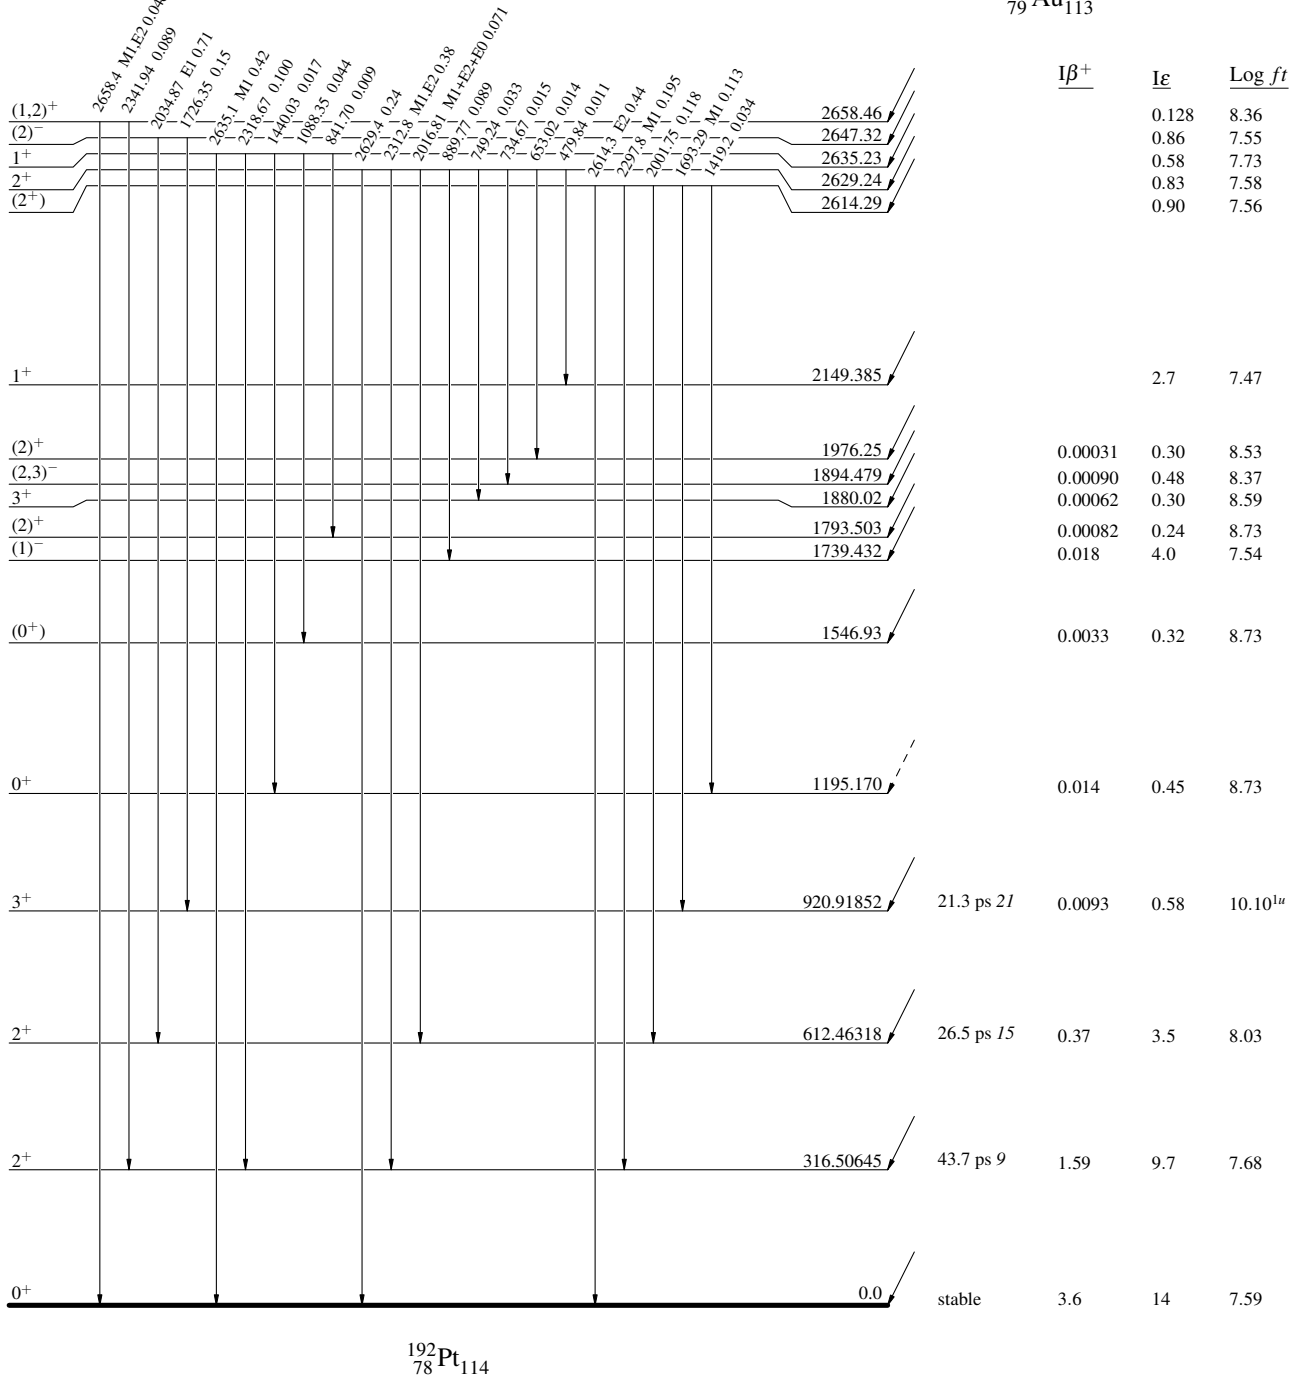 ₇₉Au₁₁₃
Iβ⁺ Iε Log ft
2658.4 M1,E2
2341.94 0.089
2034.87 E1 0.71
1726.35 0.15
2635.1 M1 0.42
2318.67 0.100
1440.03 0.017
1088.35 0.044
841.70 0.009
2629.4 0.24
2312.8 M1,E2 0.38
2016.81 M1+E2+E0 0.071
889.77 0.089
749.24 0.033
734.67 0.015
653.02 0.014
479.84 0.011
2614.3 E2 0.44
2297.8 M1 0.195
2001.75 0.118
1693.29 M1 0.113
1419.2 0.034
(1,2)⁺ 2658.46 0.128 8.36
(2)⁻ 2647.32 0.86 7.55
1⁺ 2635.23 0.58 7.73
2⁺ 2629.24 0.83 7.58
(2⁺) 2614.29 0.90 7.56
1⁺ 2149.385 2.7 7.47
(2)⁺ 1976.25 0.00031 0.30 8.53
(2,3)⁻ 1894.479 0.00090 0.48 8.37
3⁺ 1880.02 0.00062 0.30 8.59
(2)⁺ 1793.503 0.00082 0.24 8.73
(1)⁻ 1739.432 0.018 4.0 7.54
(0⁺) 1546.93 0.0033 0.32 8.73
0⁺ 1195.170 0.014 0.45 8.73
3⁺ 920.91852 21.3 ps 21 0.0093 0.58 10.10¹ᵘ
2⁺ 612.46318 26.5 ps 15 0.37 3.5 8.03
2⁺ 316.50645 43.7 ps 9 1.59 9.7 7.68
0⁺ 0.0 stable 3.6 14 7.59
¹⁹²₇₈Pt₁₁₄